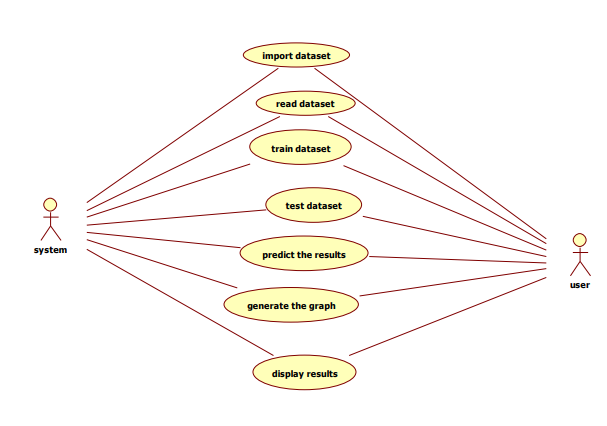 import dataset
read dataset
train dataset
test dataset
system
predict the results
user
generate the graph
display results